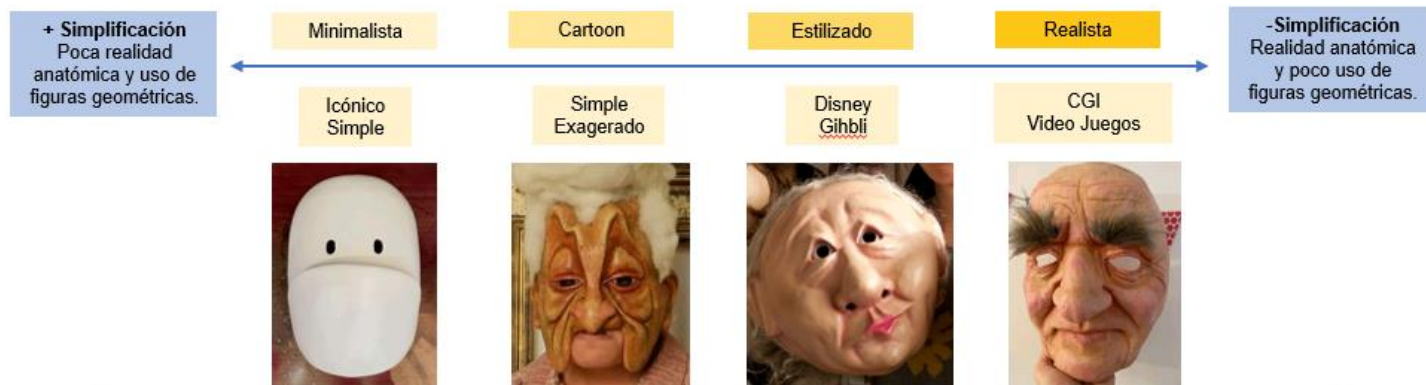 + Simplificación
Poca realidad
anatómica y uso de
figuras geométricas.
Minimalista
Cartoon
Estilizado
Realista
-Simplificación
Realidad anatómica
y poco uso de
figuras geométricas.
Icónico
Simple
Simple
Exagerado
Disney
Gihbli
CGI
Video Juegos